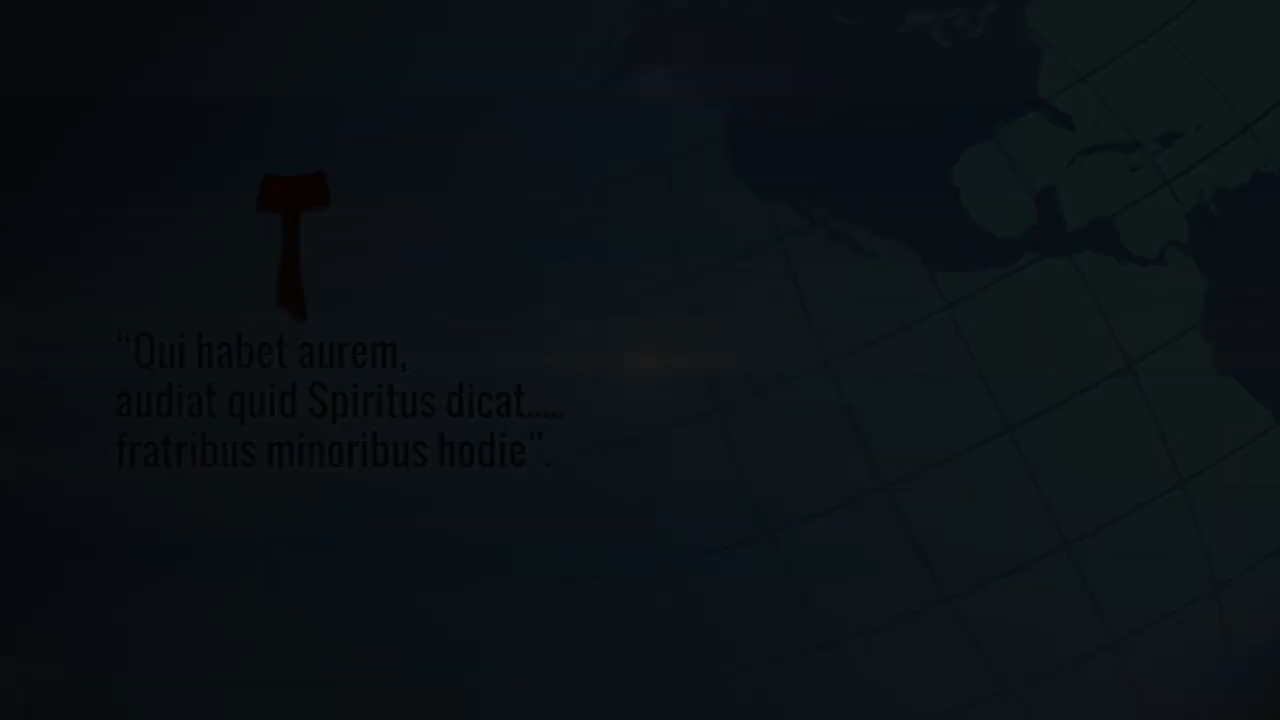 “Qui habet aurem,
audiat quid Spiritus dicat.....
fratribus minoribus hodie”.